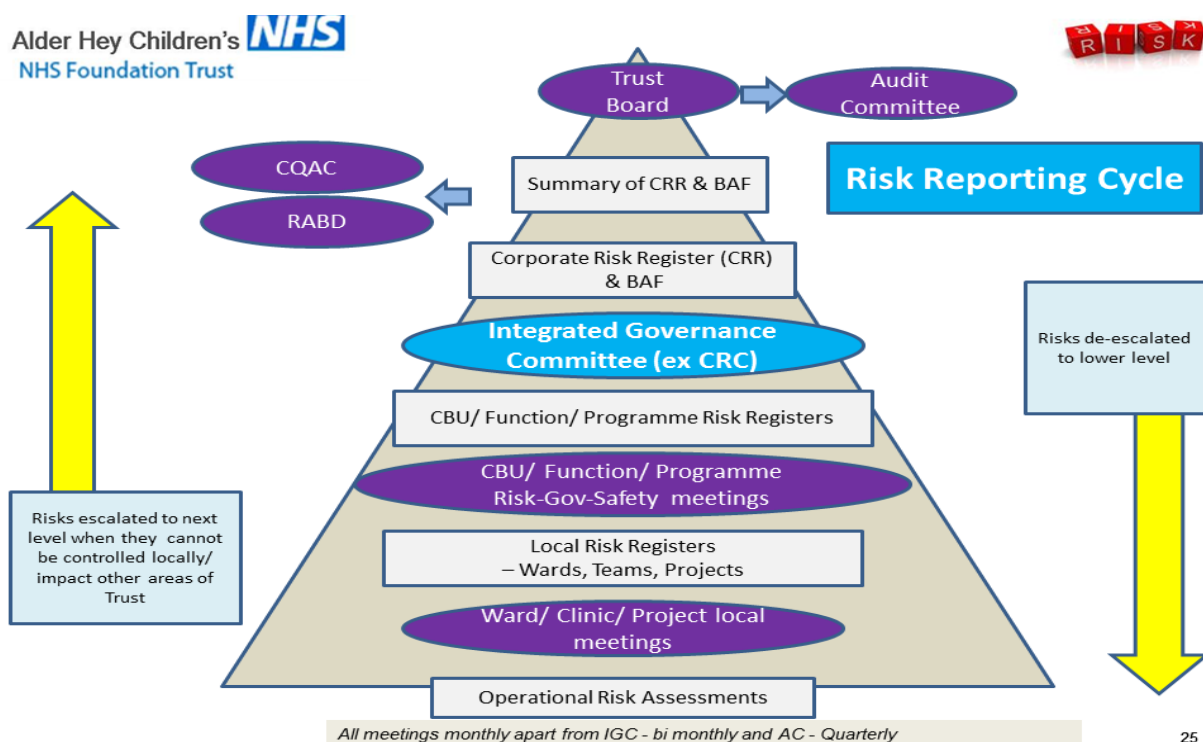 Alder Hey Children's NHS
NHS Foundation Trust
R I S K
Trust
Board
Audit
Committee
CQAC
RABD
Summary of CRR & BAF
Risk Reporting Cycle
Corporate Risk Register (CRR)
& BAF
Integrated Governance
Committee (ex CRC)
Risks de-escalated
to lower level
CBU/ Function/ Programme Risk Registers
CBU/ Function/ Programme
Risk-Gov-Safety meetings
Risks escalated to next
level when they cannot
be controlled locally/
impact other areas of
Trust
Local Risk Registers
– Wards, Teams, Projects
Ward/ Clinic/ Project local
meetings
Operational Risk Assessments
All meetings monthly apart from IGC - bi monthly and AC - Quarterly
25